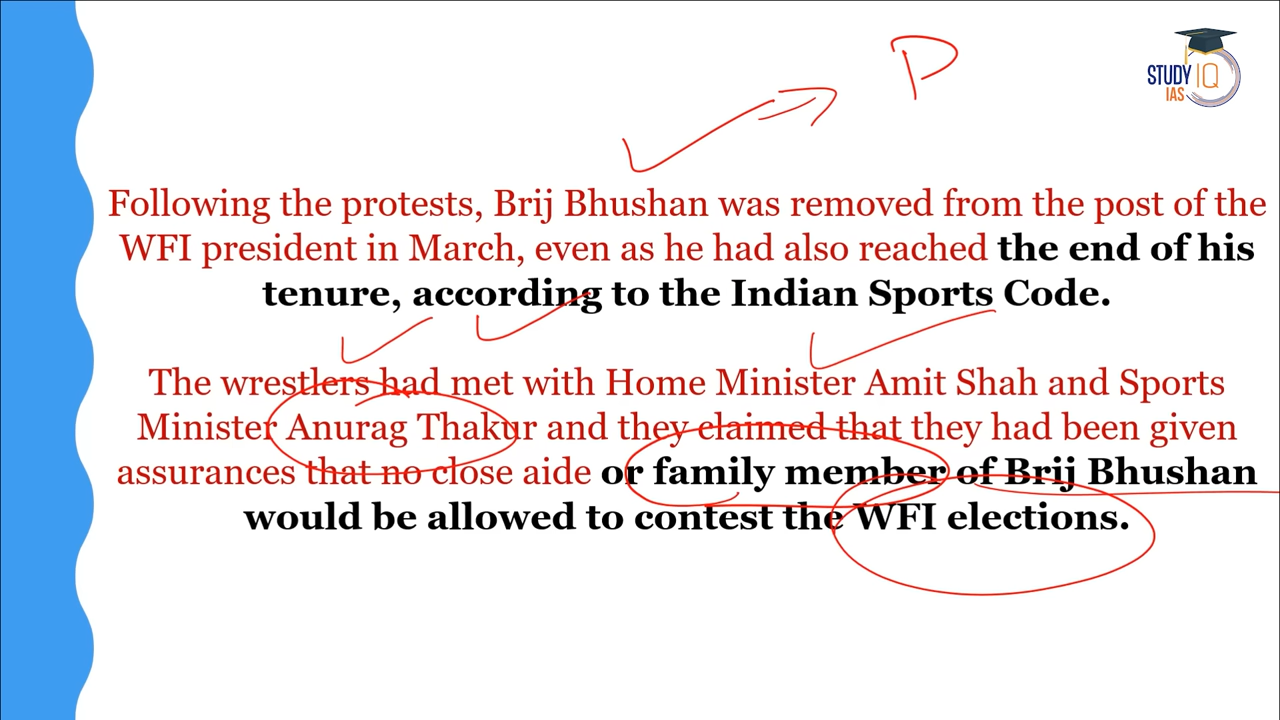 P
STUDY IQ
IAS
Following the protests, Brij Bhushan was removed from the post of the
WFI president in March, even as he had also reached the end of his
tenure, according to the Indian Sports Code.
The wrestlers had met with Home Minister Amit Shah and Sports
Minister Anurag Thakur and they claimed that they had been given
assurances that no close aide or family member of Brij Bhushan
would be allowed to contest the WFI elections.